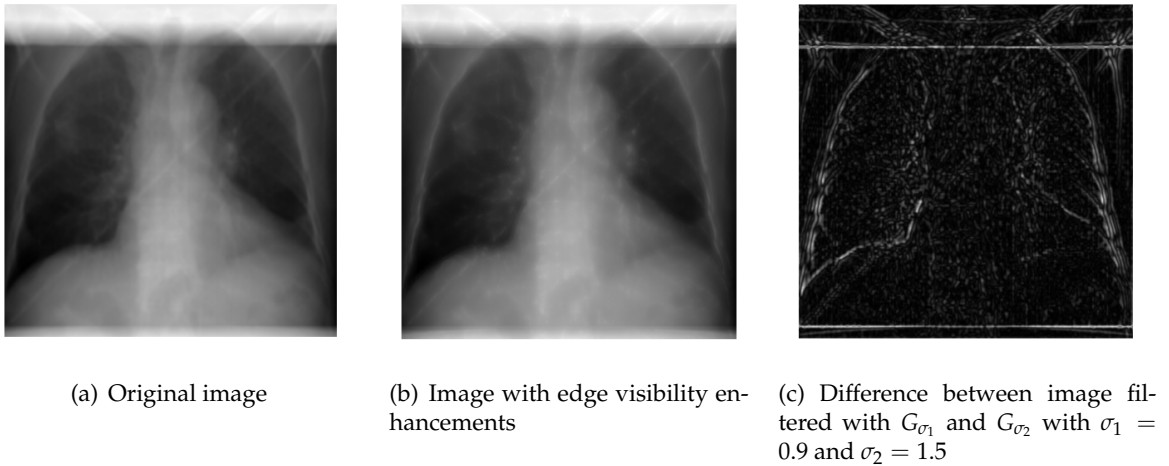 (a) Original image
(b) Image with edge visibility en-
hancements
(c) Difference between image fil-
tered with Gσ₁ and Gσ₂ with σ₁ =
0.9 and σ₂ = 1.5